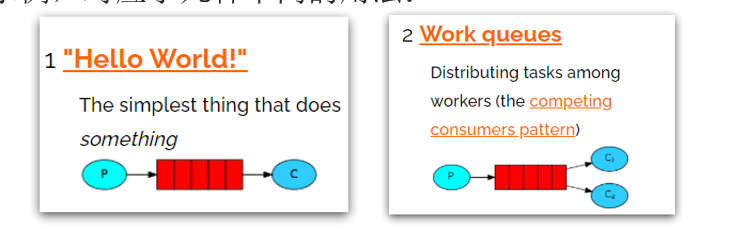 1 "Hello World!"
The simplest thing that does
something
P
C
2 Work queues
Distributing tasks among
workers (the competing
consumers pattern)
P
C₁
C₂